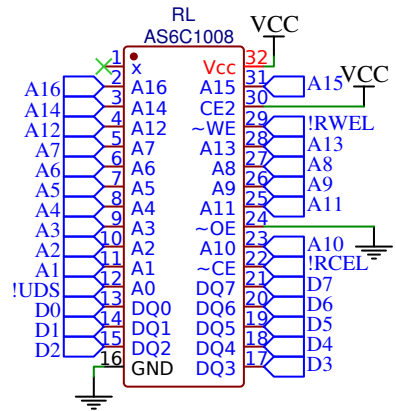 RL
AS6C1008
VCC
1 x Vcc 32
A16 2 A16 A15 31 A15
VCC
A14 3 A14 CE2 30
A12 4 A12 ~WE 29 !RWEL
A7 5 A7 A13 28 A13
A6 6 A6 A8 27 A8
A5 7 A5 A9 26 A9
A4 8 A4 A11 25 A11
A3 9 A3 ~OE 24
A2 10 A2 A10 23 A10
A1 11 A1 ~CE 22 !RCEL
!UDS 12 A0 DQ7 21 D7
D0 13 DQ0 DQ6 20 D6
D1 14 DQ1 DQ5 19 D5
D2 15 DQ2 DQ4 18 D4
16 GND DQ3 17 D3